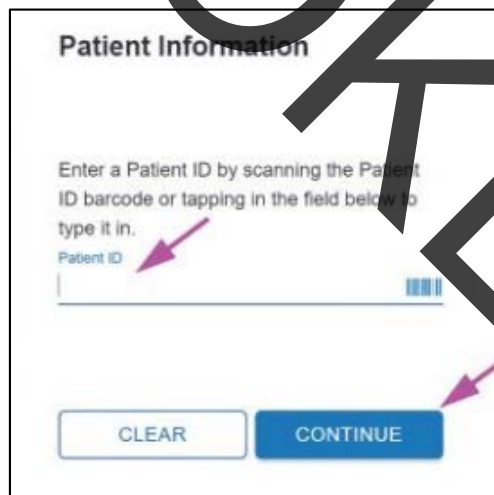 Patient Information
Enter a Patient ID by scanning the Patient
ID barcode or tapping in the field below to
type it in.
Patient ID
CLEAR
CONTINUE